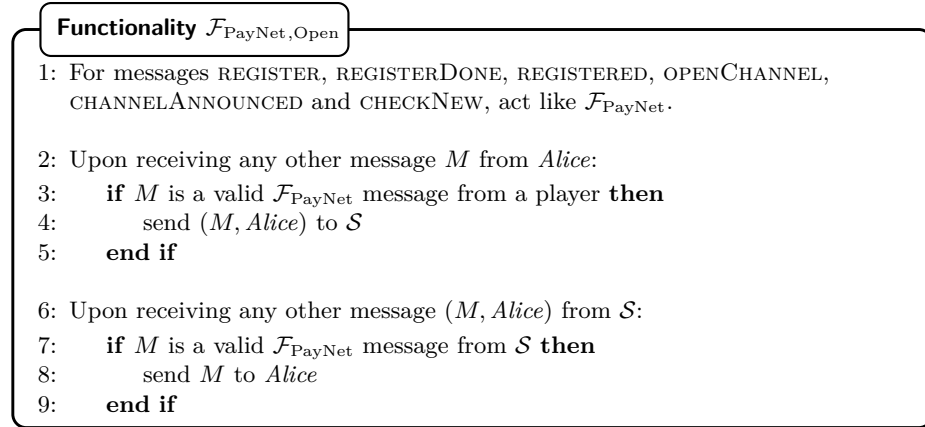 Functionality F_PayNet,Open
1: For messages REGISTER, REGISTERDONE, REGISTERED, OPENCHANNEL,
CHANNELANNOUNCED and CHECKNEW, act like F_PayNet.
2: Upon receiving any other message M from Alice:
3: if M is a valid F_PayNet message from a player then
4: send (M, Alice) to S
5: end if
6: Upon receiving any other message (M, Alice) from S:
7: if M is a valid F_PayNet message from S then
8: send M to Alice
9: end if